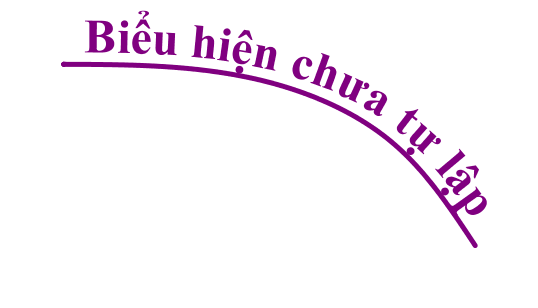 Biểu hiện chưa tự lập